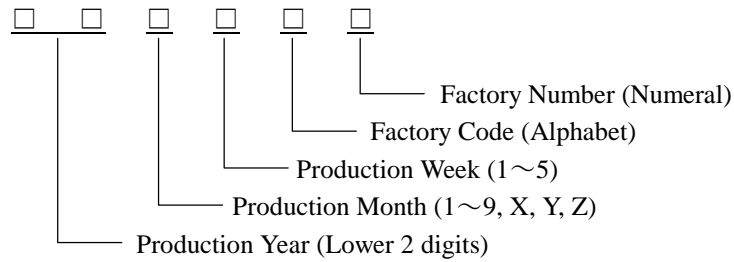 □ □ □ □ □ □
Factory Number (Numeral)
Factory Code (Alphabet)
Production Week (1～5)
Production Month (1～9, X, Y, Z)
Production Year (Lower 2 digits)